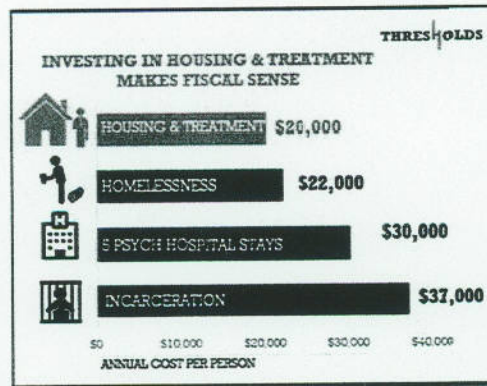 THRESHOLDS
INVESTING IN HOUSING & TREATMENT
MAKES FISCAL SENSE
HOUSING & TREATMENT $20,000
HOMELESSNESS $22,000
H
5 PSYCH HOSPITAL STAYS $30,000
INCARCERATION $37,000
$0 $10,000 $20,000 $30,000 $40,000
ANNUAL COST PER PERSON